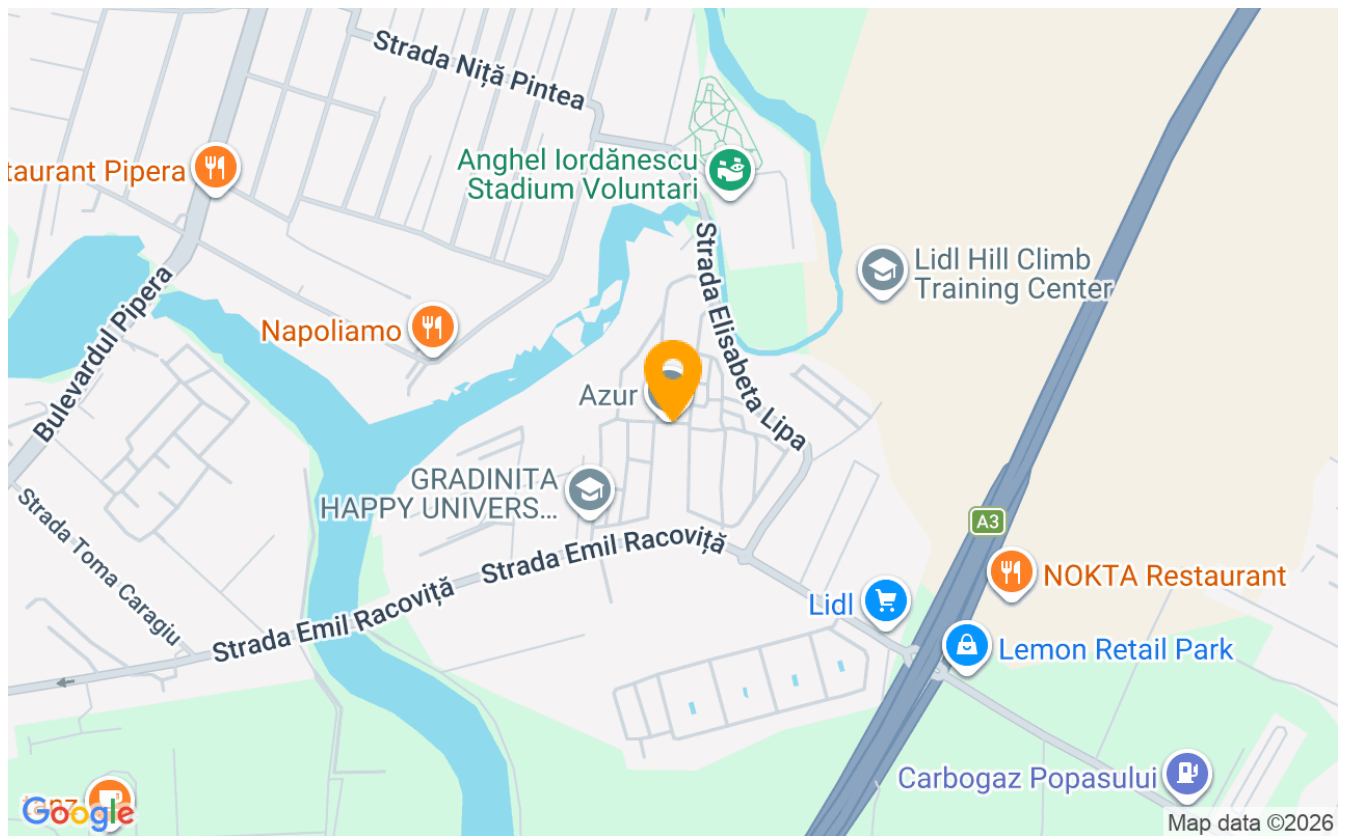 Strada Niță Pintea
taurant Pipera
Anghel Iordănescu
Stadium Voluntari
Strada Elisabeta Lipa
Lidl Hill Climb
Training Center
Bulevardul Pipera
Napoliamo
Azur
GRADINITA
HAPPY UNIVERS...
A3
Strada Toma Caragiu
Strada Emil Racoviță
Strada Emil Racoviță
NOKTA Restaurant
Lidl
Lemon Retail Park
Carbogaz Popasului
Google
Map data ©2026